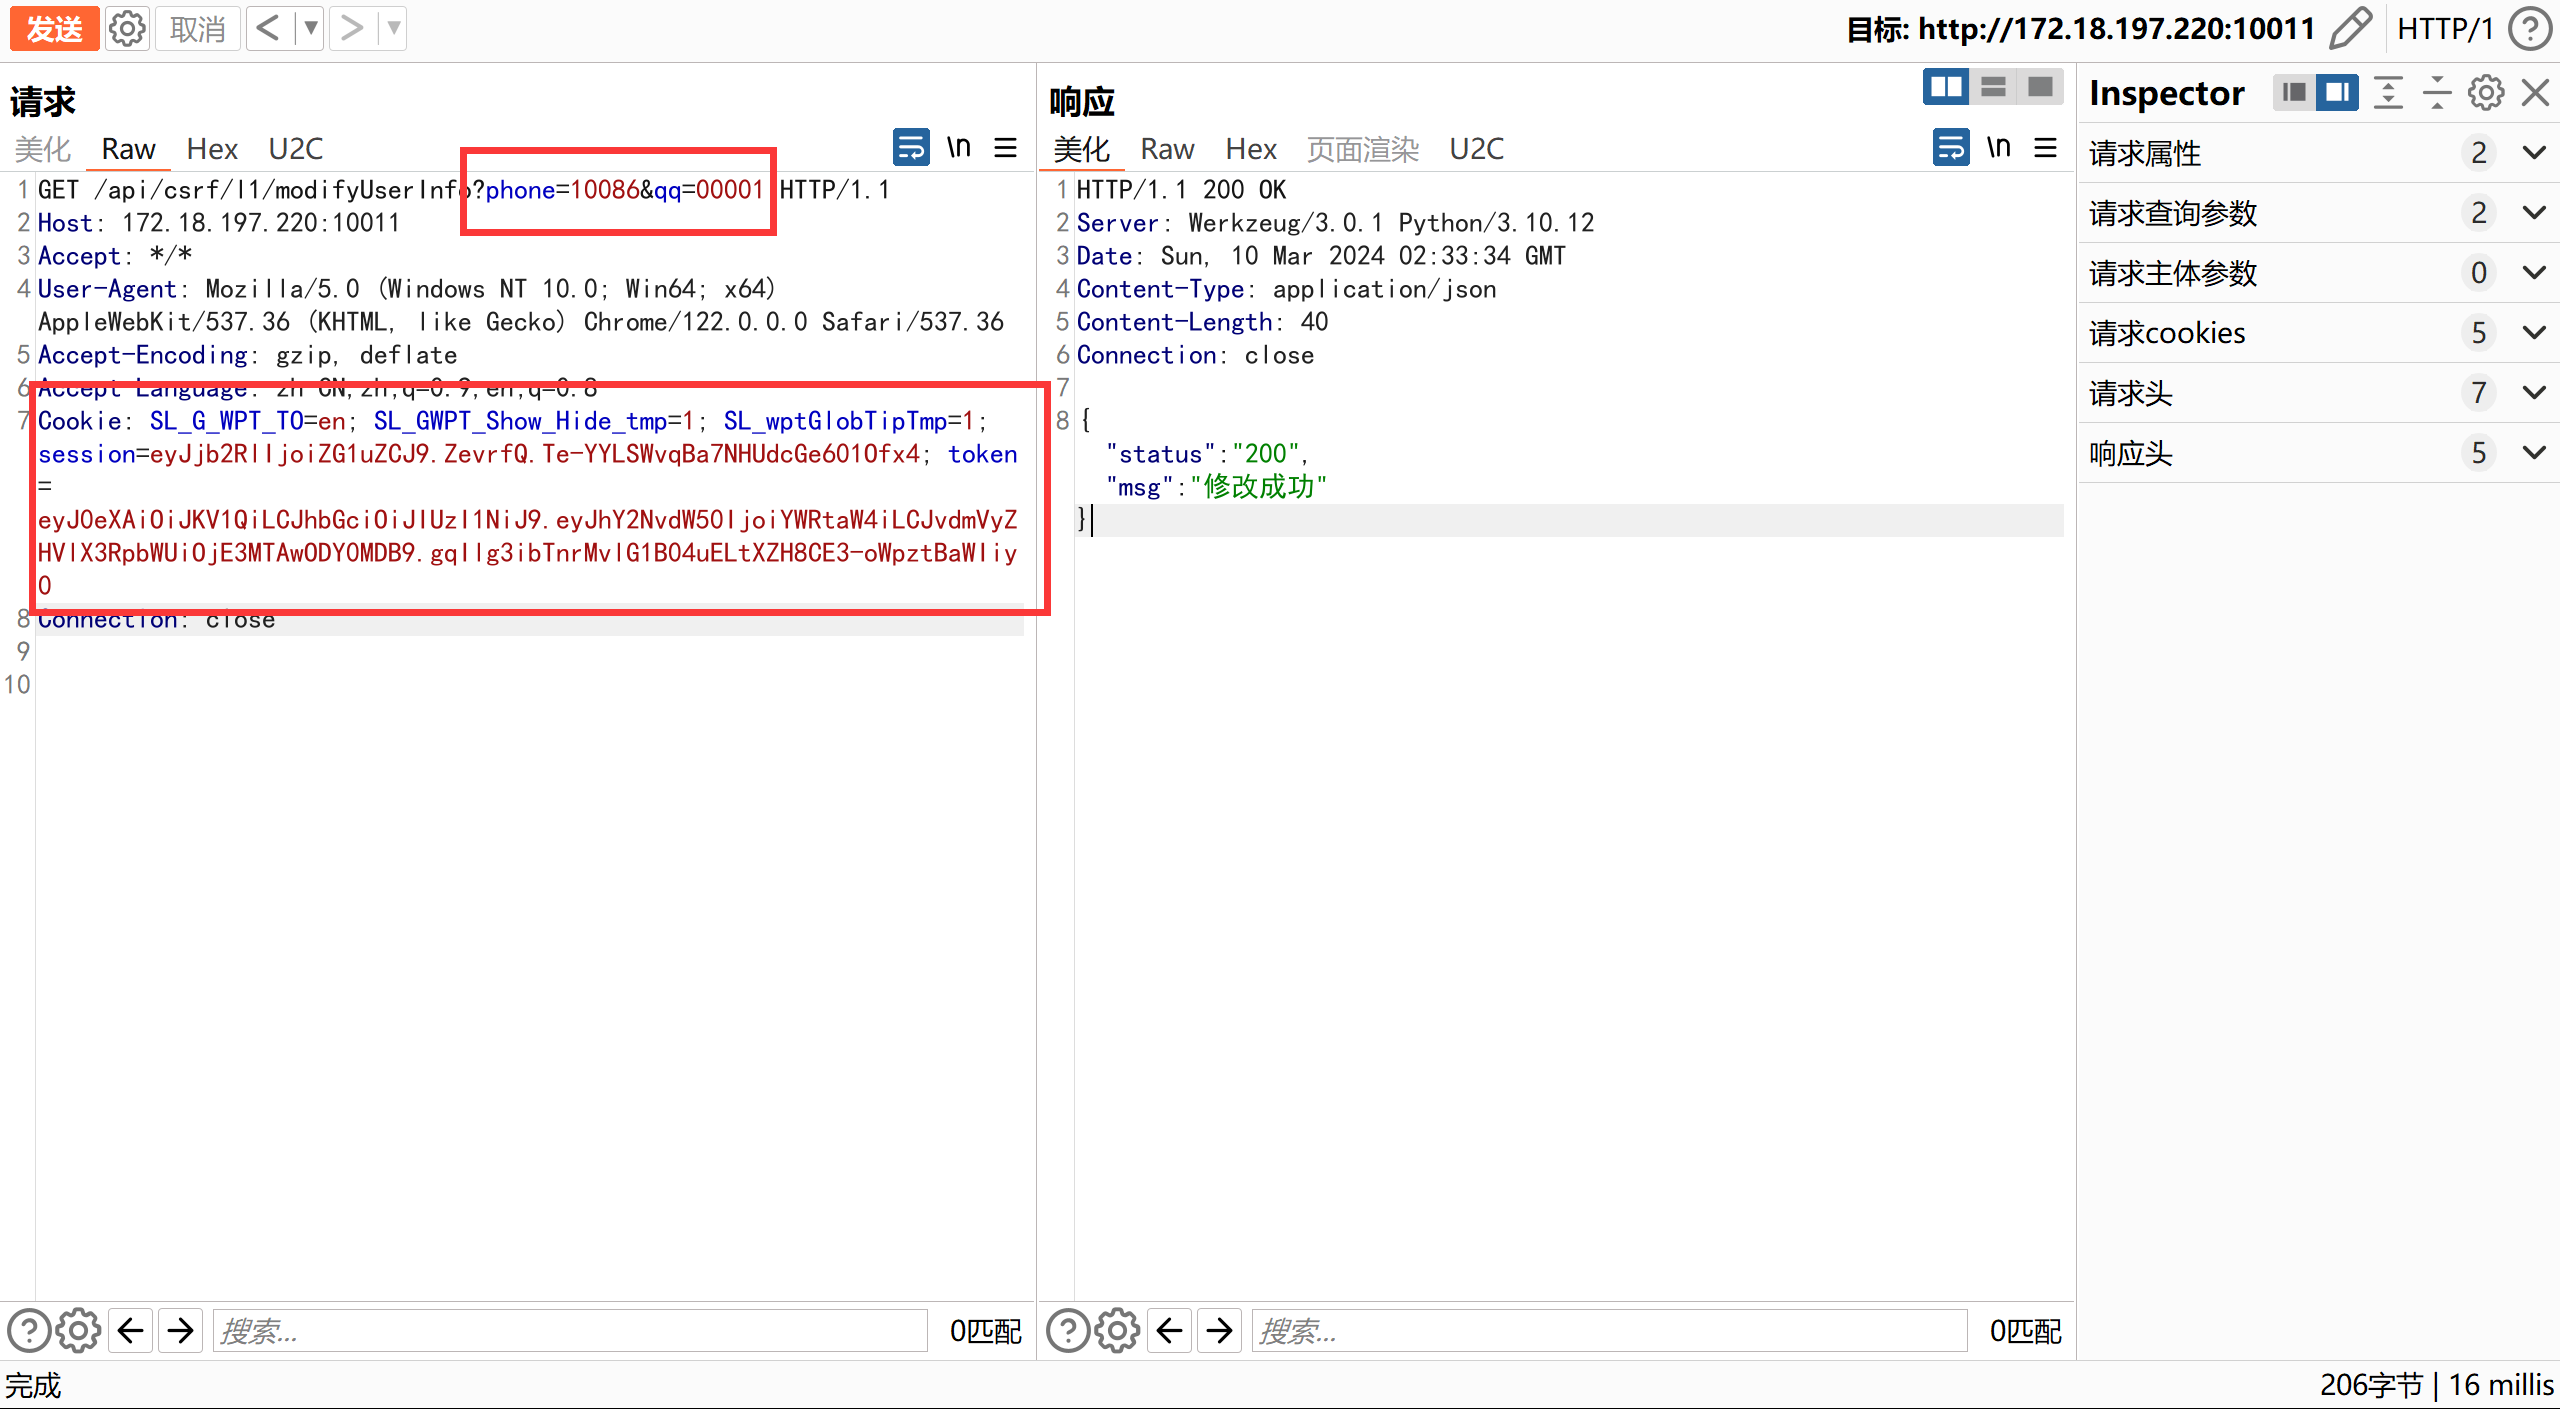 发送 取消 < ▼ > ▼ 目标: http://172.18.197.220:10011 HTTP/1 ?
请求
美化 Raw Hex U2C \n
1 GET /api/csrf/l1/modifyUserInfo?phone=10086&qq=00001 HTTP/1.1
2 Host: 172.18.197.220:10011
3 Accept: */*
4 User-Agent: Mozilla/5.0 (Windows NT 10.0; Win64; x64)
AppleWebKit/537.36 (KHTML, like Gecko) Chrome/122.0.0.0 Safari/537.36
5 Accept-Encoding: gzip, deflate
6 Accept-Language: zh-CN,zh;q=0.9,en;q=0.8
7 Cookie: SL_G_WPT_TO=en; SL_GWPT_Show_Hide_tmp=1; SL_wptGlobTipTmp=1;
session=eyJjb2RlIjoiZG1uZCJ9.ZevrfQ.Te-YYLSWvqBa7NHUdcGe6O1Ofx4; token
=
eyJ0eXAiOiJKV1QiLCJhbGciOiJIUzI1NiJ9.eyJhY2NvdW50IjoiYWRtaW4iLCJvdmVyZ
HVlX3RpbWUiOjE3MTAwODY0MDB9.gqIlg3ibTnrMvlG1BO4uELtXZH8CE3-oWpztBaWIiy
0
8 Connection: close
9
10
? 搜索... 0匹配
响应
美化 Raw Hex 页面渲染 U2C \n
1 HTTP/1.1 200 OK
2 Server: Werkzeug/3.0.1 Python/3.10.12
3 Date: Sun, 10 Mar 2024 02:33:34 GMT
4 Content-Type: application/json
5 Content-Length: 40
6 Connection: close
7
8 {
"status":"200",
"msg":"修改成功"
}
? 搜索... 0匹配
Inspector
请求属性 2
请求查询参数 2
请求主体参数 0
请求cookies 5
请求头 7
响应头 5
完成 206字节 | 16 millis